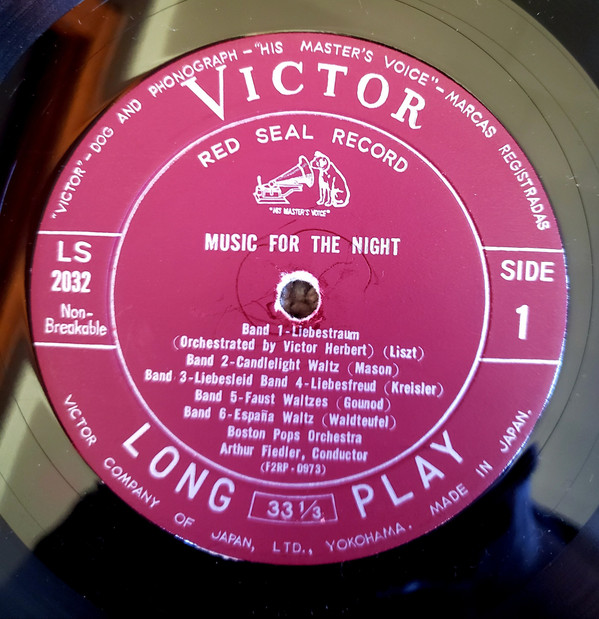 "VICTOR"–DOG AND PHONOGRAPH–"HIS MASTER'S VOICE"–MARCAS REGISTRADAS
VICTOR
RED SEAL RECORD
"HIS MASTER'S VOICE"
MUSIC FOR THE NIGHT
LS
2032
Non-
Breakable
SIDE
1
Band 1-Liebestraum
(Orchestrated by Victor Herbert) (Liszt)
Band 2-Candlelight Waltz (Mason)
Band 3-Liebesleid Band 4-Liebesfreud (Kreisler)
Band 5-Faust Waltzes (Gounod)
Band 6-España Waltz (Waldteufel)
Boston Pops Orchestra
Arthur Fiedler, Conductor
(F2RP-0973)
LONG PLAY
33 1/3
VICTOR COMPANY OF JAPAN, LTD., YOKOHAMA. MADE IN JAPAN.